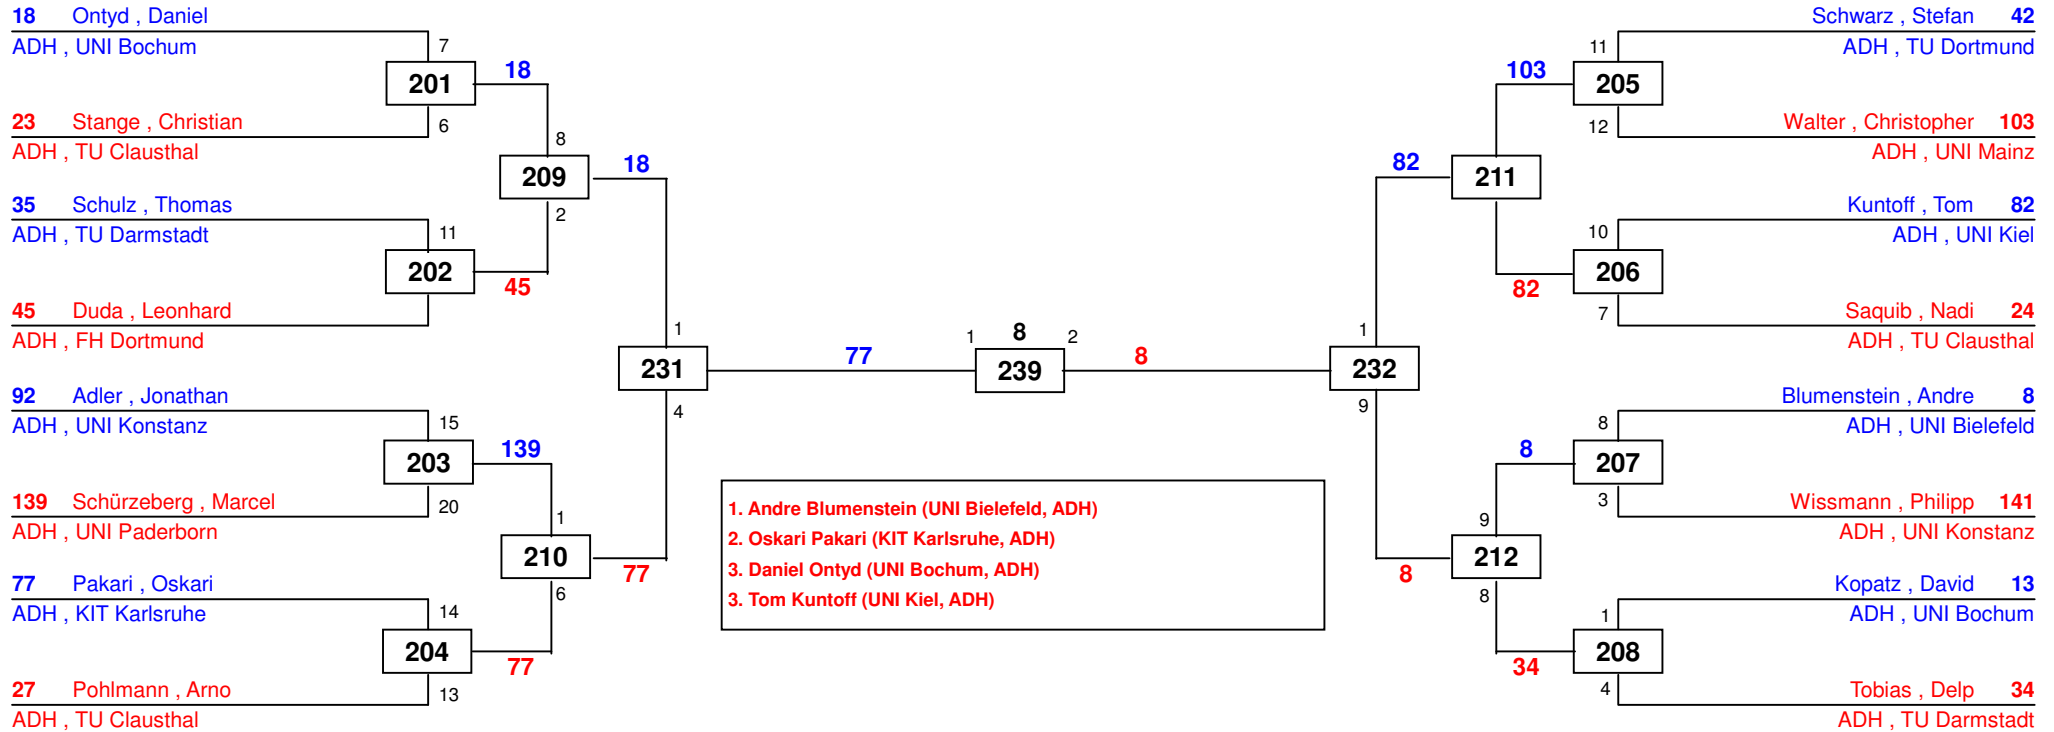 18 Ontyd , Daniel
ADH , UNI Bochum
7
201
18
23 Stange , Christian
6
ADH , TU Clausthal
8
209
18
2
35 Schulz , Thomas
ADH , TU Darmstadt
11
202
45
45 Duda , Leonhard
ADH , FH Dortmund
1
231
77
4
92 Adler , Jonathan
ADH , UNI Konstanz
15
203
139
139 Schürzeberg , Marcel
20
ADH , UNI Paderborn
1
210
77
6
77 Pakari , Oskari
ADH , KIT Karlsruhe
14
204
77
27 Pohlmann , Arno
13
ADH , TU Clausthal
1 8 2
239
8
1. Andre Blumenstein (UNI Bielefeld, ADH)
2. Oskari Pakari (KIT Karlsruhe, ADH)
3. Daniel Ontyd (UNI Bochum, ADH)
3. Tom Kuntoff (UNI Kiel, ADH)
Schwarz , Stefan 42
ADH , TU Dortmund
11
103
205
12
Walter , Christopher 103
ADH , UNI Mainz
82
211
Kuntoff , Tom 82
ADH , UNI Kiel
10
206
82
7
Saquib , Nadi 24
ADH , TU Clausthal
1
232
9
Blumenstein , Andre 8
ADH , UNI Bielefeld
8
8
207
3
Wissmann , Philipp 141
ADH , UNI Konstanz
9
212
8
8
Kopatz , David 13
ADH , UNI Bochum
1
208
34
4
Tobias , Delp 34
ADH , TU Darmstadt